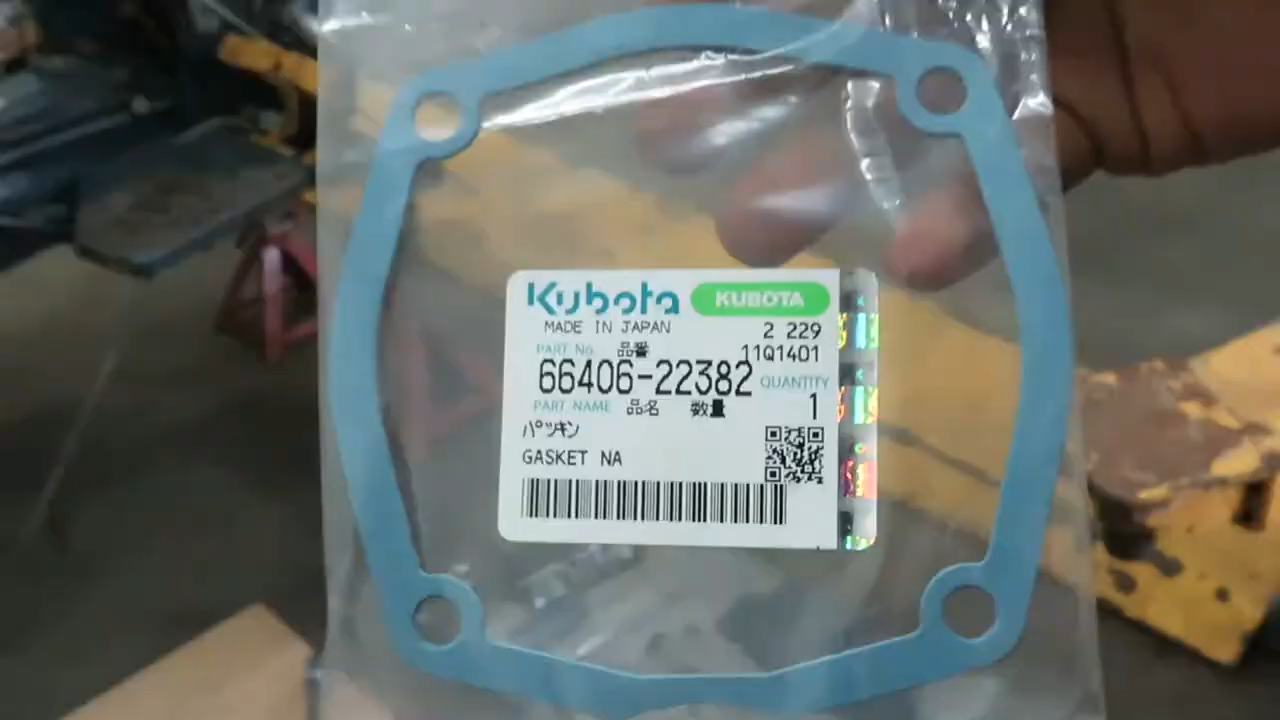 Kubota KUBOTA
MADE IN JAPAN 2 229
PART No. 品番 11Q1401
66406-22382 QUANTITY
PART NAME 品名 数量 1
パッキン
GASKET NA